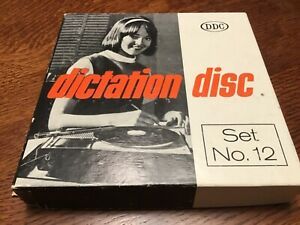 DDC
dictation disc
Set
No. 12